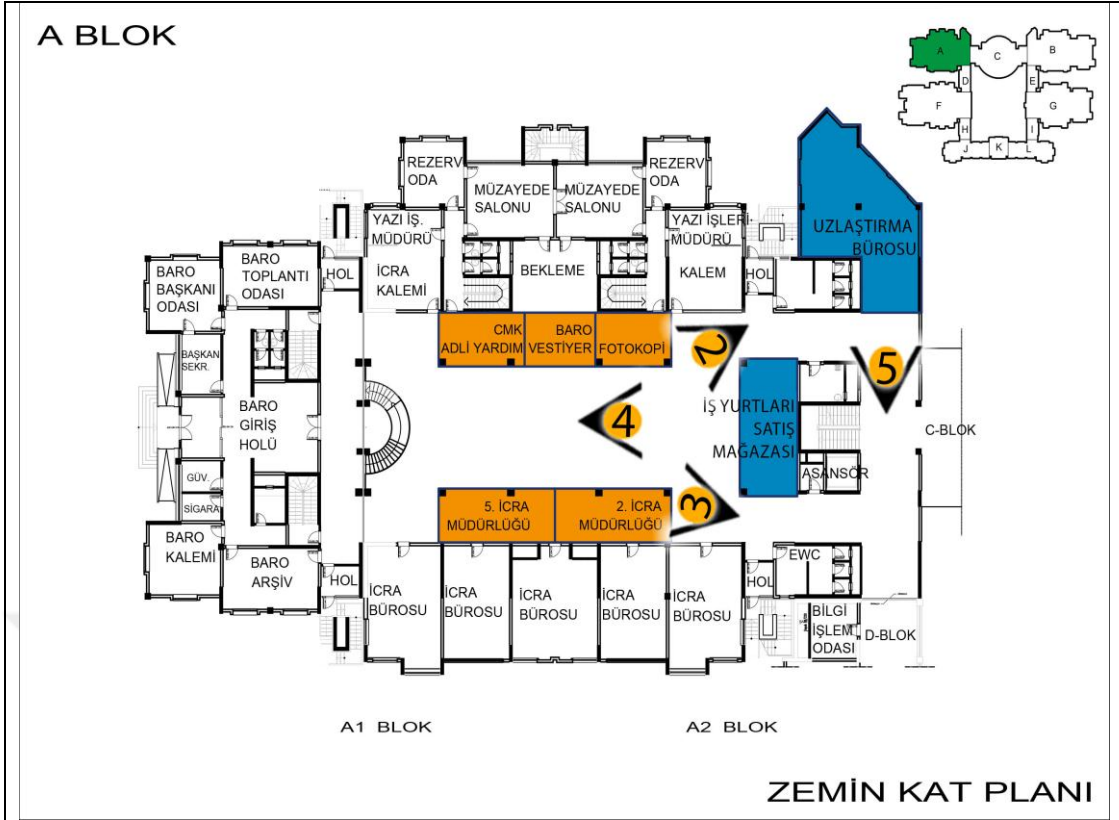 A BLOK
A
C
B
D
E
F
G
H
I
J
K
L
REZERV
ODA
MÜZAYEDE
SALONU
MÜZAYEDE
SALONU
REZERV
ODA
UZLAŞTIRMA
BÜROSU
YAZI İŞ.
MÜDÜRÜ
İCRA
KALEMİ
BEKLEME
YAZI İŞLERİ
MÜDÜRÜ
KALEM
HOL
HOL
BARO
TOPLANTI
ODASI
BARO
BAŞKANI
ODASI
CMK
ADLİ YARDIM
BARO
VESTİYER
FOTOKOPİ
2
5
BAŞKAN
SEKR.
BARO
GİRİŞ
HOLÜ
4
İŞ YURTLARI
SATIŞ
MAĞAZASI
C-BLOK
ASANSÖR
GÜV.
SİGARA
5. İCRA
MÜDÜRLÜĞÜ
2. İCRA
MÜDÜRLÜĞÜ
3
BARO
KALEMİ
BARO
ARŞİV
HOL
İCRA
BÜROSU
İCRA
BÜROSU
İCRA
BÜROSU
İCRA
BÜROSU
İCRA
BÜROSU
HOL
EWC
BİLGİ
İŞLEM
ODASI
D-BLOK
A1 BLOK
A2 BLOK
ZEMİN KAT PLANI